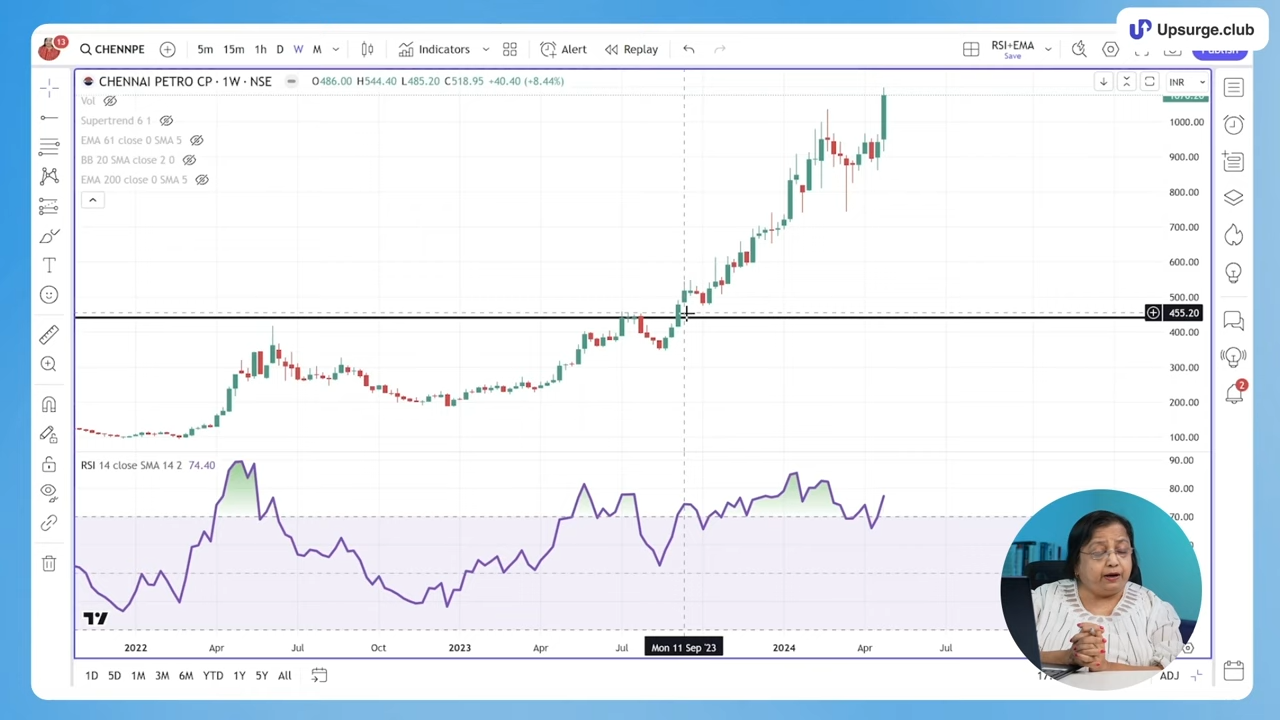 Upsurge.club
13
CHENNPE
5m 15m 1h D W M
Indicators
Alert
Replay
RSI+EMA
Save
CHENNAI PETRO CP · 1W · NSE
O486.00 H544.40 L485.20 C518.95 +40.40 (+8.44%)
INR
Vol
Supertrend 6 1
EMA 61 close 0 SMA 5
BB 20 SMA close 2 0
EMA 200 close 0 SMA 5
1000.00
900.00
800.00
700.00
600.00
500.00
455.20
400.00
300.00
200.00
100.00
RSI 14 close SMA 14 2 74.40
90.00
80.00
70.00
2
2022 Apr Jul Oct 2023 Apr Jul Mon 11 Sep '23 2024 Apr Jul
1D 5D 1M 3M 6M YTD 1Y 5Y All
ADJ